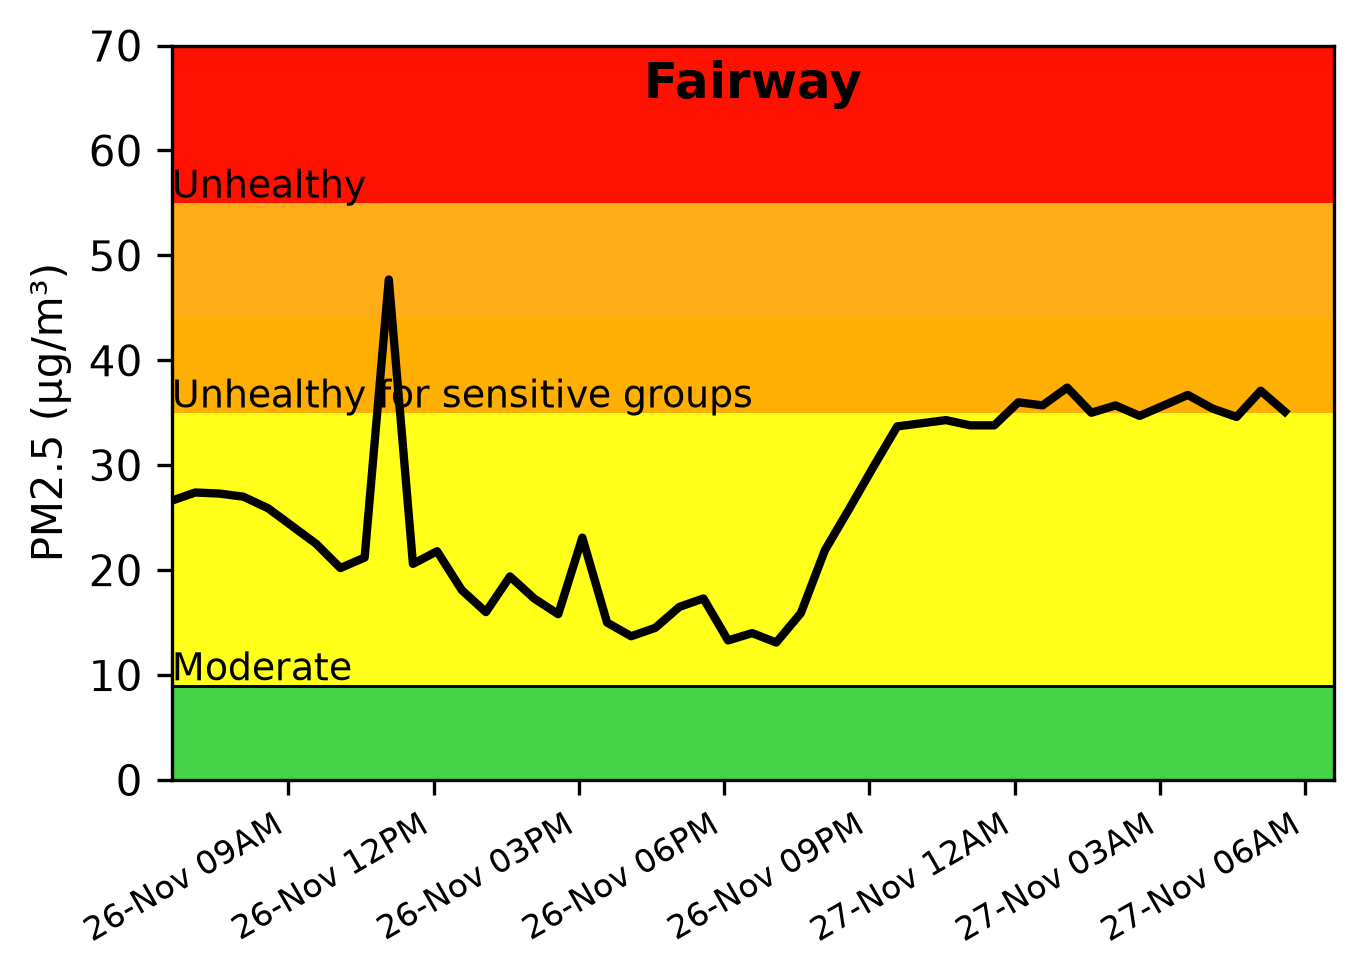 Fairway
PM2.5 (µg/m³)
70
60
50
40
30
20
10
0
Unhealthy
Unhealthy for sensitive groups
Moderate
26-Nov 09AM
26-Nov 12PM
26-Nov 03PM
26-Nov 06PM
26-Nov 09PM
27-Nov 12AM
27-Nov 03AM
27-Nov 06AM